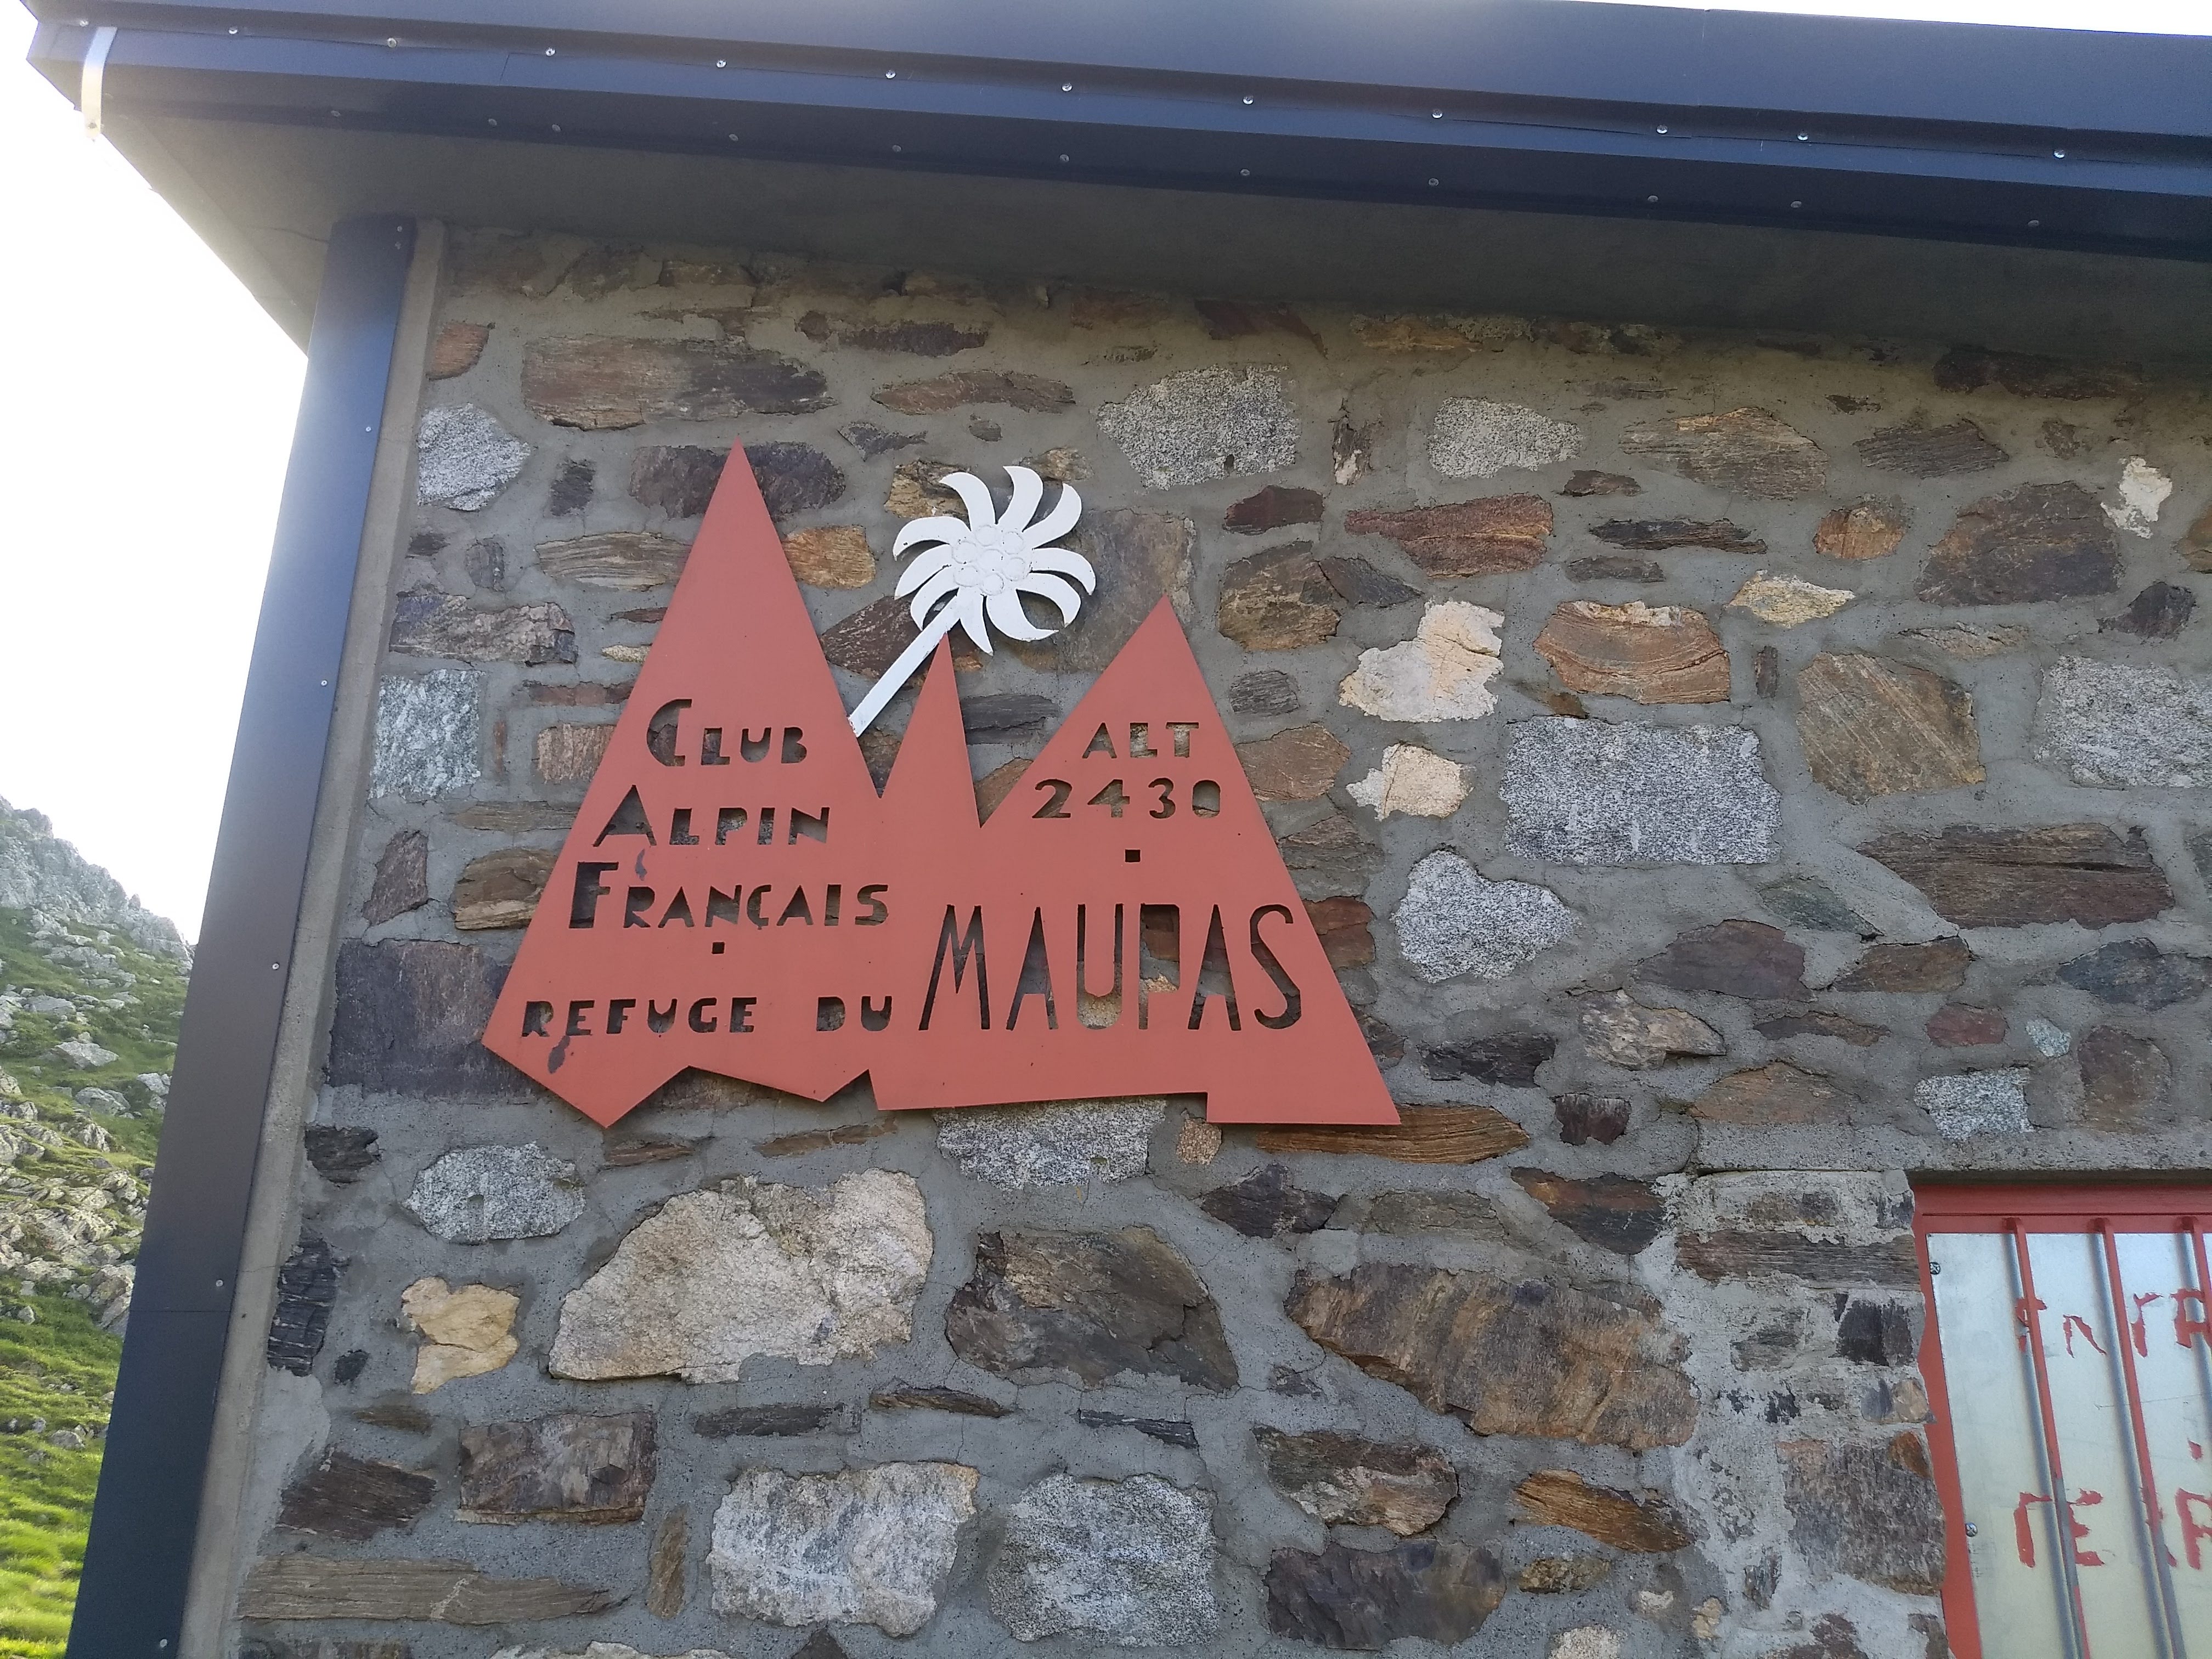 CLUB
ALPIN
FRANÇAIS
REFUGE DU MAUPAS
ALT
2430